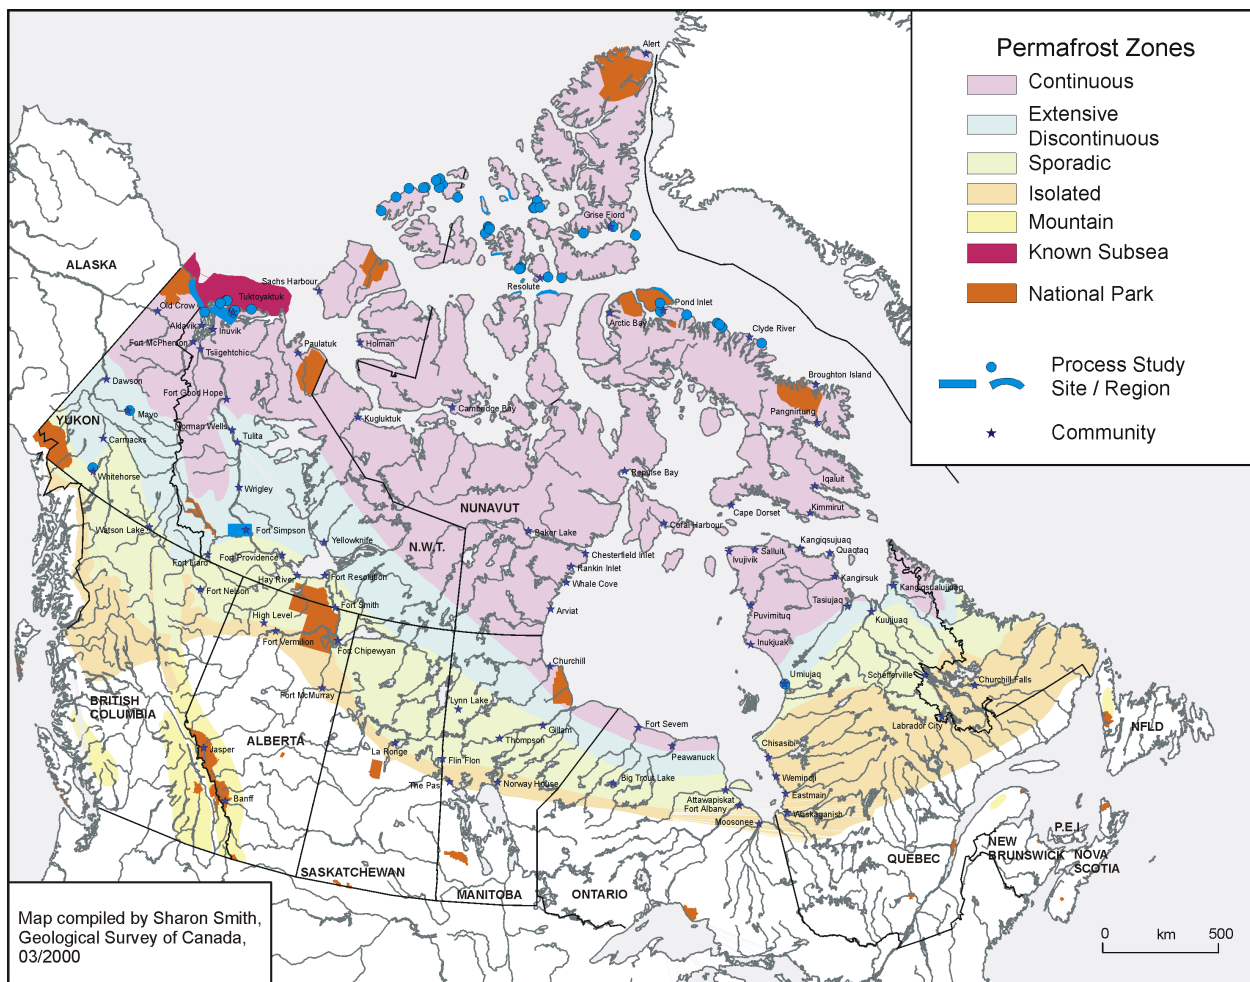 Permafrost Zones
Continuous
Extensive
Discontinuous
Sporadic
Isolated
Mountain
Known Subsea
National Park
Process Study
Site / Region
Community
Alert
Grise Fiord
Resolute
ALASKA
Sachs Harbour
Tuktoyaktuk
Old Crow
Aklavik
Inuvik
Fort McPherson
Tsiigehtchic
Paulatuk
Holman
Pond Inlet
Arctic Bay
Clyde River
Broughton Island
Pangnirtung
Dawson
Fort Good Hope
Mayo
YUKON
Norman Wells
Tulita
Carmacks
Cambridge Bay
Kugluktuk
Whitehorse
Wrigley
Repulse Bay
Iqaluit
Kimmirut
Cape Dorset
Coral Harbour
NUNAVUT
Watson Lake
Fort Simpson
Yellowknife
N.W.T.
Baker Lake
Chesterfield Inlet
Rankin Inlet
Whale Cove
Arviat
Fort Liard
Fort Providence
Hay River
Fort Resolution
Fort Nelson
Fort Smith
High Level
Fort Vermilion
Fort Chipewyan
Ivujivik
Salluit
Kangiqsujuaq
Quaqtaq
Kangirsuk
Kangiqsualujjuaq
Tasiujaq
Puvirnituq
Kuujjuaq
Inukjuak
Umiujaq
Schefferville
Churchill Falls
Labrador City
Churchill
BRITISH
COLUMBIA
Fort McMurray
Lynn Lake
Gillam
Fort Severn
Thompson
Peawanuck
ALBERTA
Jasper
La Ronge
Flin Flon
The Pas
Norway House
Big Trout Lake
Banff
Chisasibi
Wemindji
Eastmain
Waskaganish
Attawapiskat
Fort Albany
Moosonee
NFLD
P.E.I.
NEW
BRUNSWICK
NOVA
SCOTIA
QUEBEC
SASKATCHEWAN
MANITOBA
ONTARIO
Map compiled by Sharon Smith,
Geological Survey of Canada,
03/2000
0 km 500